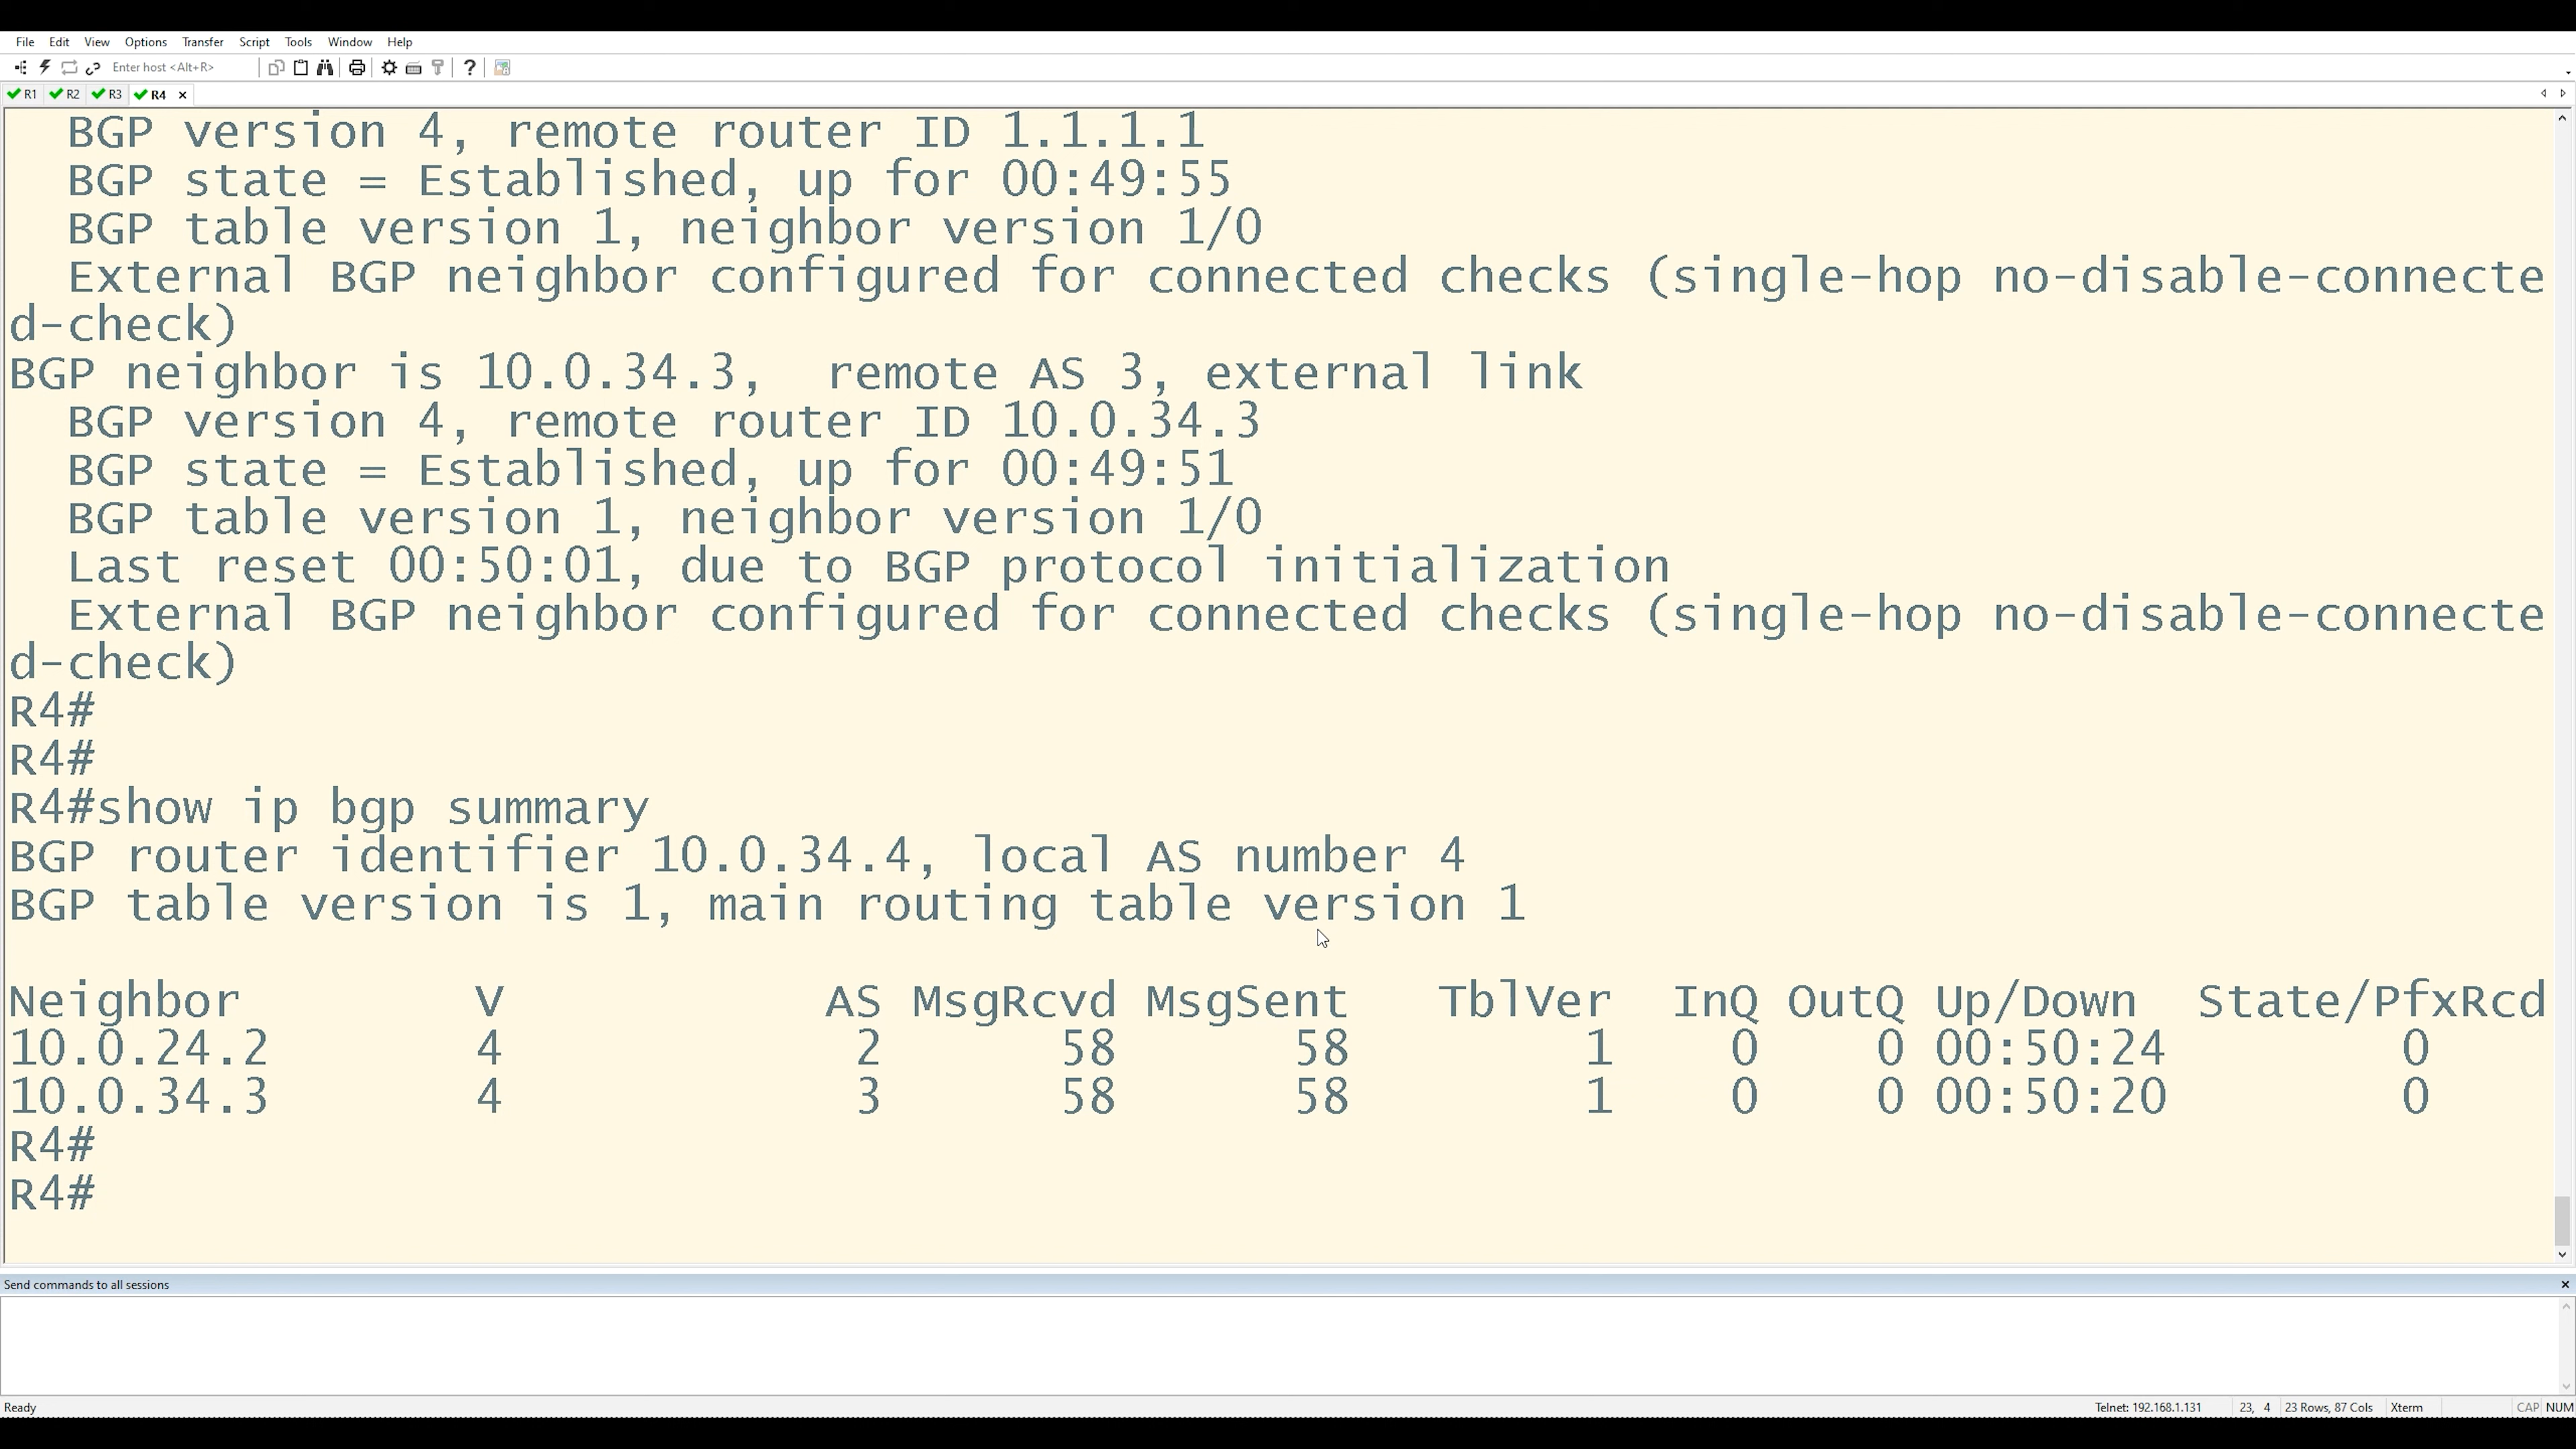 File Edit View Options Transfer Script Tools Window Help
Enter host <Alt+R>
R1 R2 R3 R4
BGP version 4, remote router ID 1.1.1.1
BGP state = Established, up for 00:49:55
BGP table version 1, neighbor version 1/0
External BGP neighbor configured for connected checks (single-hop no-disable-connecte
d-check)
BGP neighbor is 10.0.34.3,  remote AS 3, external link
BGP version 4, remote router ID 10.0.34.3
BGP state = Established, up for 00:49:51
BGP table version 1, neighbor version 1/0
Last reset 00:50:01, due to BGP protocol initialization
External BGP neighbor configured for connected checks (single-hop no-disable-connecte
d-check)
R4#
R4#
R4#show ip bgp summary
BGP router identifier 10.0.34.4, local AS number 4
BGP table version is 1, main routing table version 1
Neighbor V AS MsgRcvd MsgSent TblVer InQ OutQ Up/Down State/PfxRcd
10.0.24.2 4 2 58 58 1 0 0 00:50:24 0
10.0.34.3 4 3 58 58 1 0 0 00:50:20 0
R4#
R4#
Send commands to all sessions
Ready Telnet: 192.168.1.131 23, 4 23 Rows, 87 Cols Xterm CAP NUM